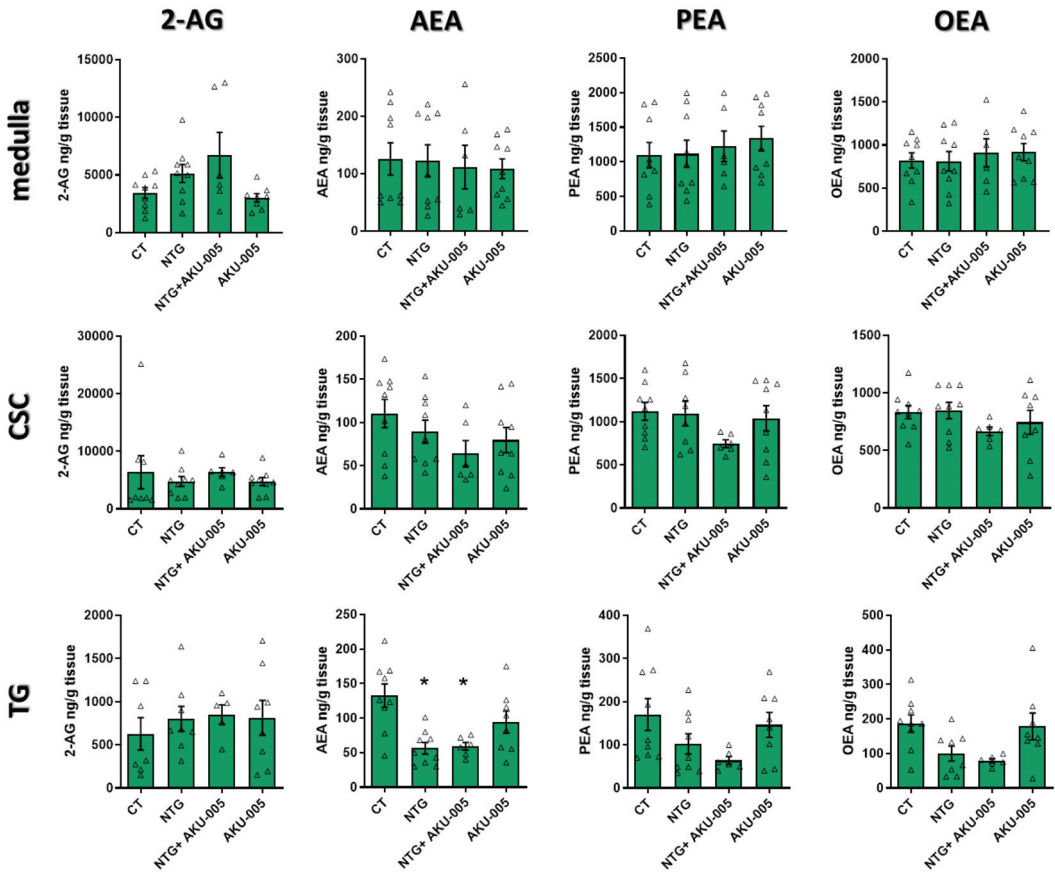 2-AG
AEA
PEA
OEA
medulla
2-AG ng/g tissue
15000
10000
5000
0
CT
NTG
NTG+AKU-005
AKU-005
AEA ng/g tissue
300
200
100
0
CT
NTG
NTG+AKU-005
AKU-005
PEA ng/g tissue
2500
2000
1500
1000
500
0
CT
NTG
NTG+AKU-005
AKU-005
OEA ng/g tissue
2000
1500
1000
500
0
CT
NTG
NTG+AKU-005
AKU-005
CSC
2-AG ng/g tissue
30000
20000
10000
0
CT
NTG
NTG+ AKU-005
AKU-005
AEA ng/g tissue
200
150
100
50
0
CT
NTG
NTG+ AKU-005
AKU-005
PEA ng/g tissue
2000
1500
1000
500
0
CT
NTG
NTG+ AKU-005
AKU-005
OEA ng/g tissue
1500
1000
500
0
CT
NTG
NTG+ AKU-005
AKU-005
TG
2-AG ng/g tissue
2000
1500
1000
500
0
CT
NTG
NTG+ AKU-005
AKU-005
AEA ng/g tissue
250
200
150
100
50
0
* *
CT
NTG
NTG+ AKU-005
AKU-005
PEA ng/g tissue
400
300
200
100
0
CT
NTG
NTG+ AKU-005
AKU-005
OEA ng/g tissue
500
400
300
200
100
0
CT
NTG
NTG+ AKU-005
AKU-005